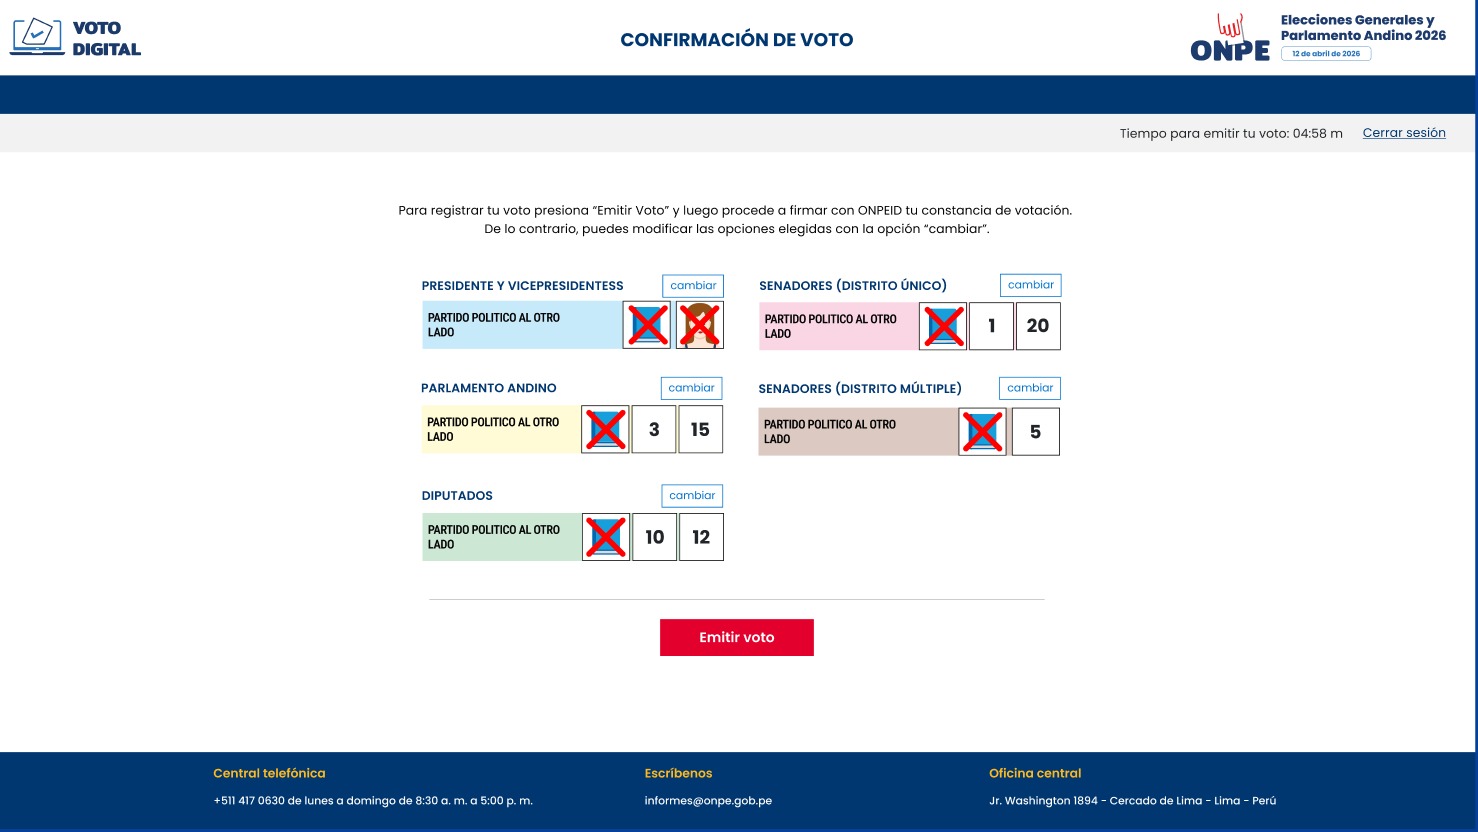 VOTO
DIGITAL
CONFIRMACIÓN DE VOTO
ONPE
Elecciones Generales y
Parlamento Andino 2026
12 de abril de 2026
Tiempo para emitir tu voto: 04:58 m Cerrar sesión
Para registrar tu voto presiona “Emitir Voto” y luego procede a firmar con ONPEID tu constancia de votación.
De lo contrario, puedes modificar las opciones elegidas con la opción “cambiar”.
PRESIDENTE Y VICEPRESIDENTESS cambiar
PARTIDO POLITICO AL OTRO
LADO
SENADORES (DISTRITO ÚNICO) cambiar
PARTIDO POLITICO AL OTRO
LADO
1 20
PARLAMENTO ANDINO cambiar
PARTIDO POLITICO AL OTRO
LADO
3 15
SENADORES (DISTRITO MÚLTIPLE) cambiar
PARTIDO POLITICO AL OTRO
LADO
5
DIPUTADOS cambiar
PARTIDO POLITICO AL OTRO
LADO
10 12
Emitir voto
Central telefónica
+511 417 0630 de lunes a domingo de 8:30 a. m. a 5:00 p. m.
Escríbenos
informes@onpe.gob.pe
Oficina central
Jr. Washington 1894 - Cercado de Lima - Lima - Perú